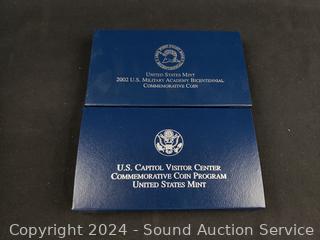 UNITED STATES MINT
2002 U.S. MILITARY ACADEMY BICENTENNIAL
COMMEMORATIVE COIN
U.S. CAPITOL VISITOR CENTER
COMMEMORATIVE COIN PROGRAM
UNITED STATES MINT
Copyright © 2024 - Sound Auction Service